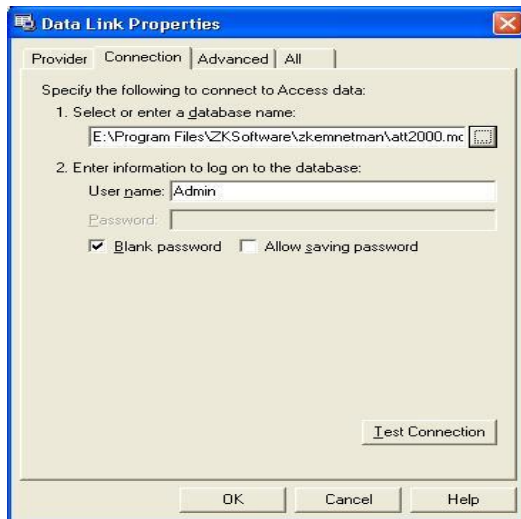 Data Link Properties
Provider Connection Advanced All
Specify the following to connect to Access data:
1. Select or enter a database name:
E:\Program Files\ZKSoftware\zkemnetman\att2000.mc ...
2. Enter information to log on to the database:
User name: Admin
Password:
Blank password Allow saving password
Test Connection
OK Cancel Help